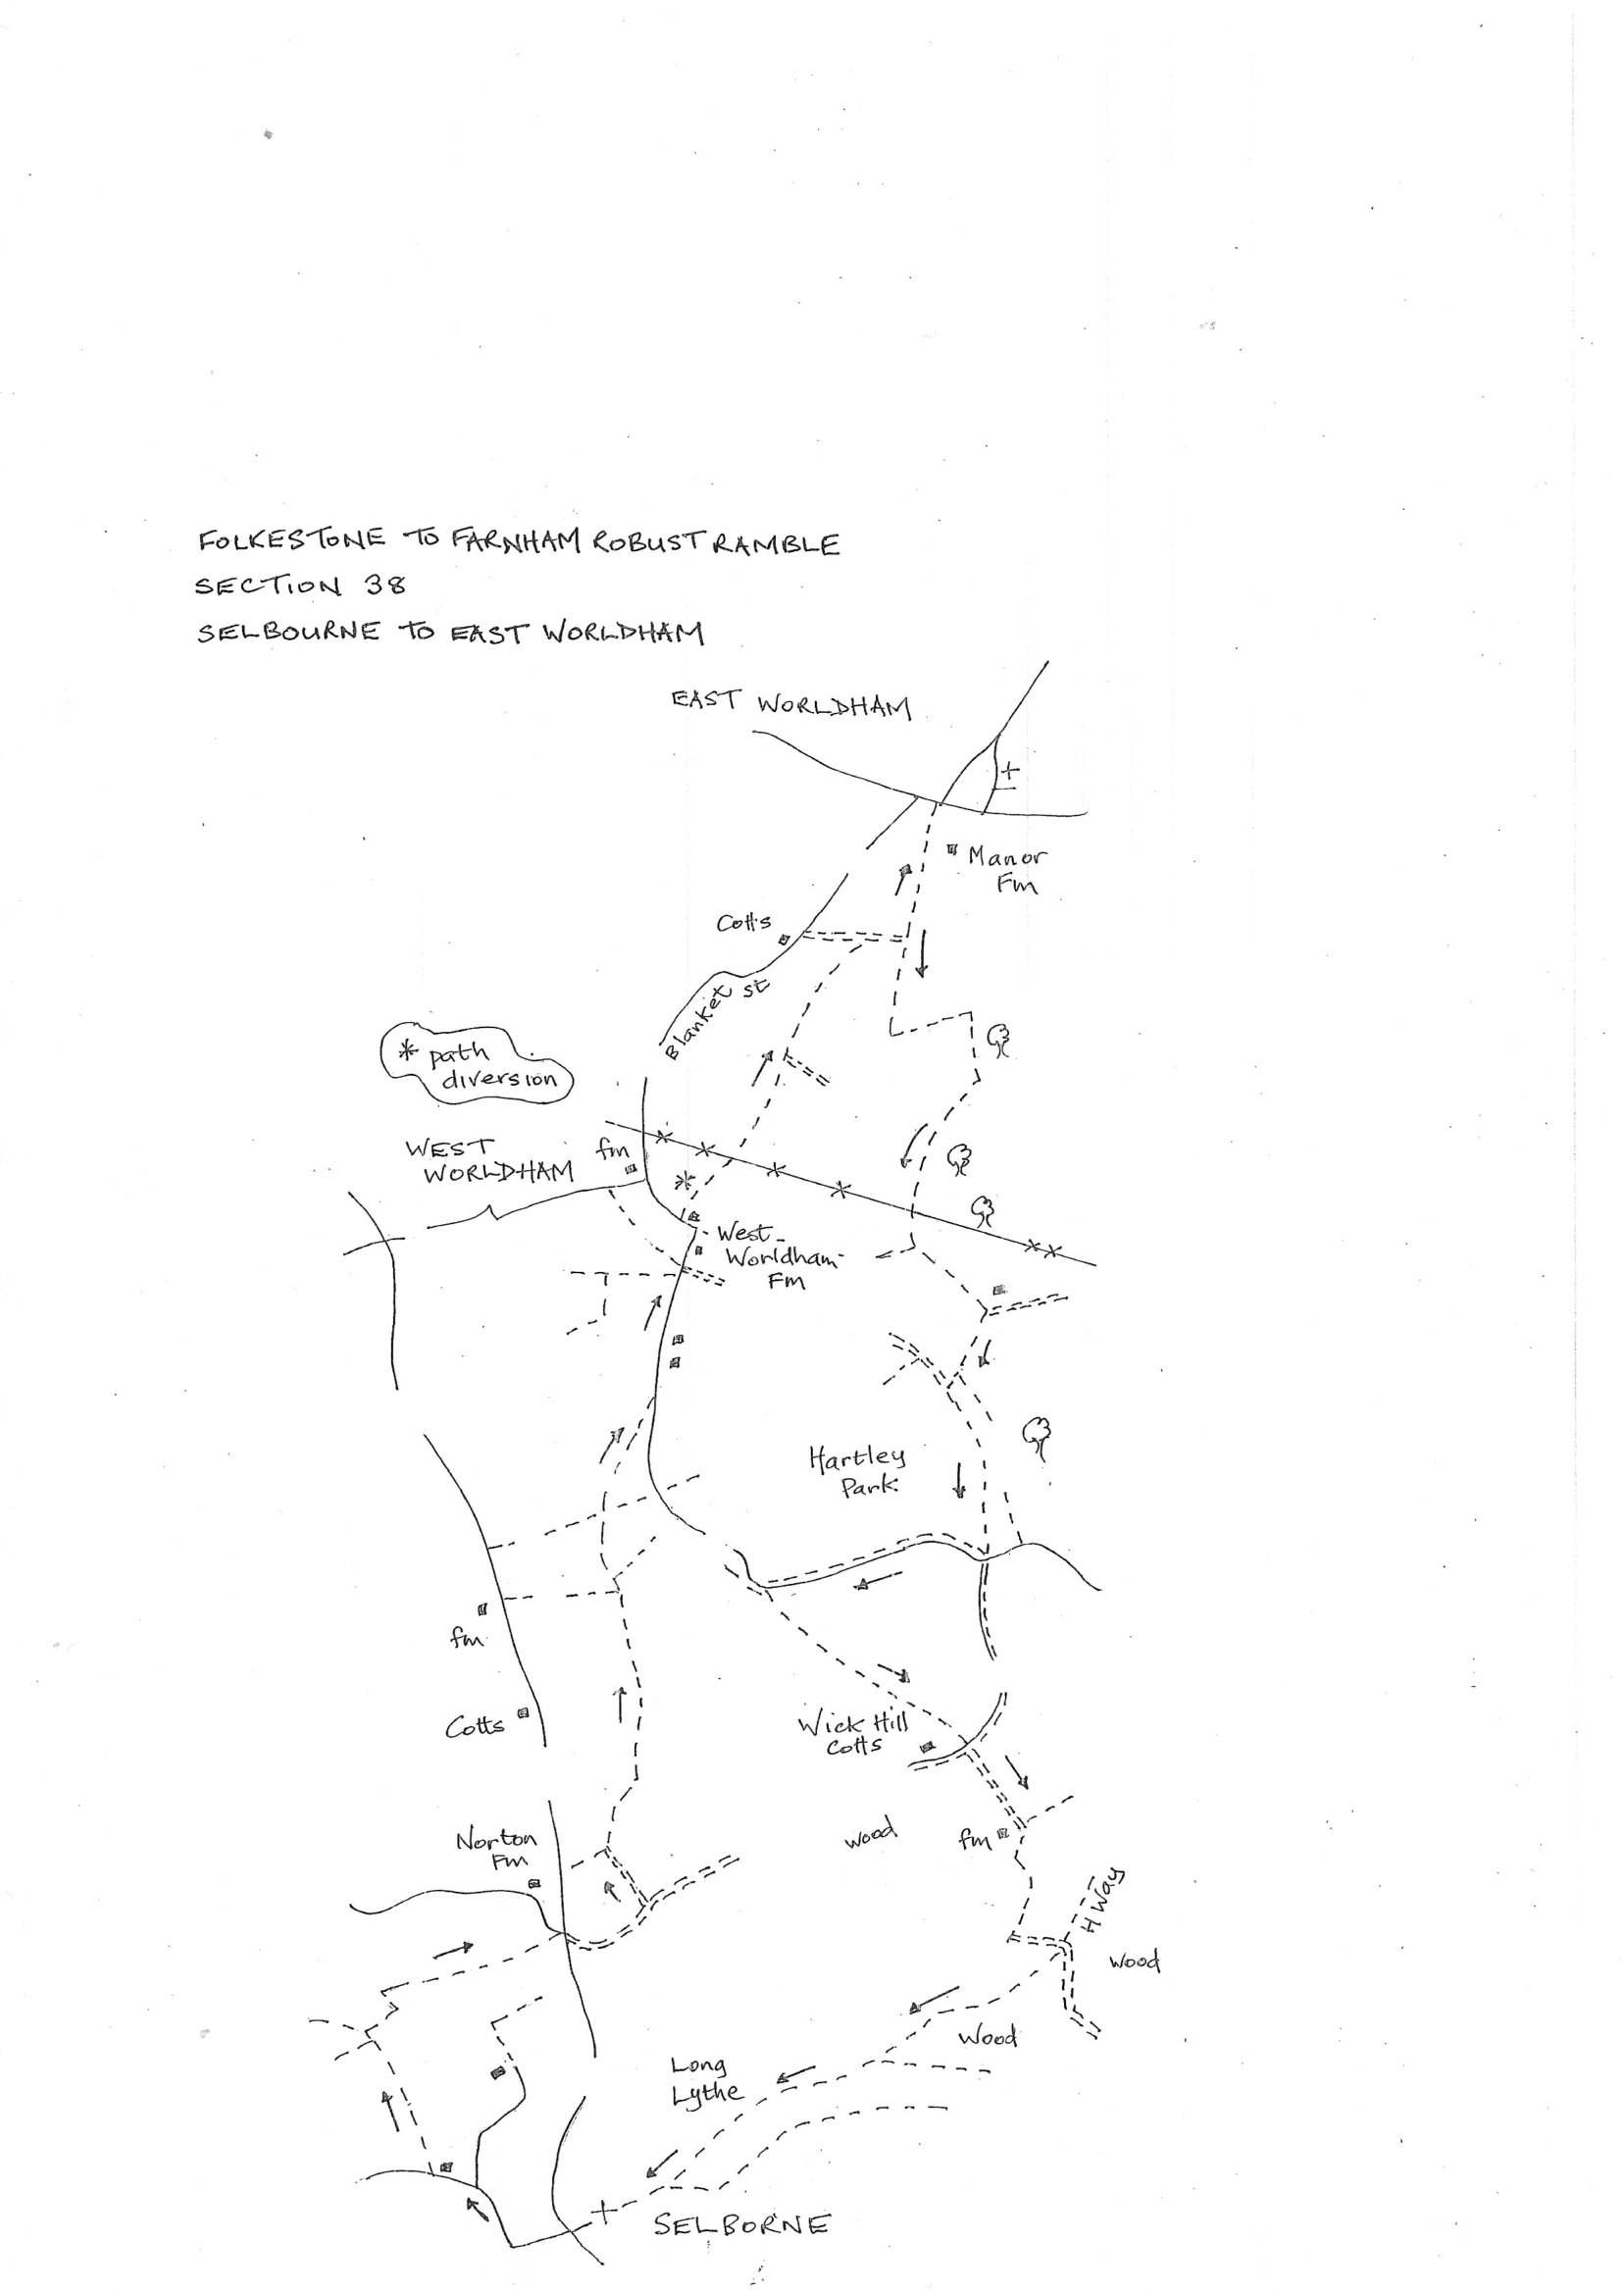 FOLKESTONE TO FARNHAM ROBUST RAMBLE
SECTION 38
SELBOURNE TO EAST WORLDHAM
EAST WORLDHAM
Manor
Fm
Cotts
Blanket St
* path
diversion
WEST
WORLDHAM
fm
*
West
Worldham
Fm
Hartley
Park
fm
Cotts
Wick Hill
Cotts
Norton
Fm
wood
fm
H Way
Wood
Wood
Long
Lythe
SELBORNE